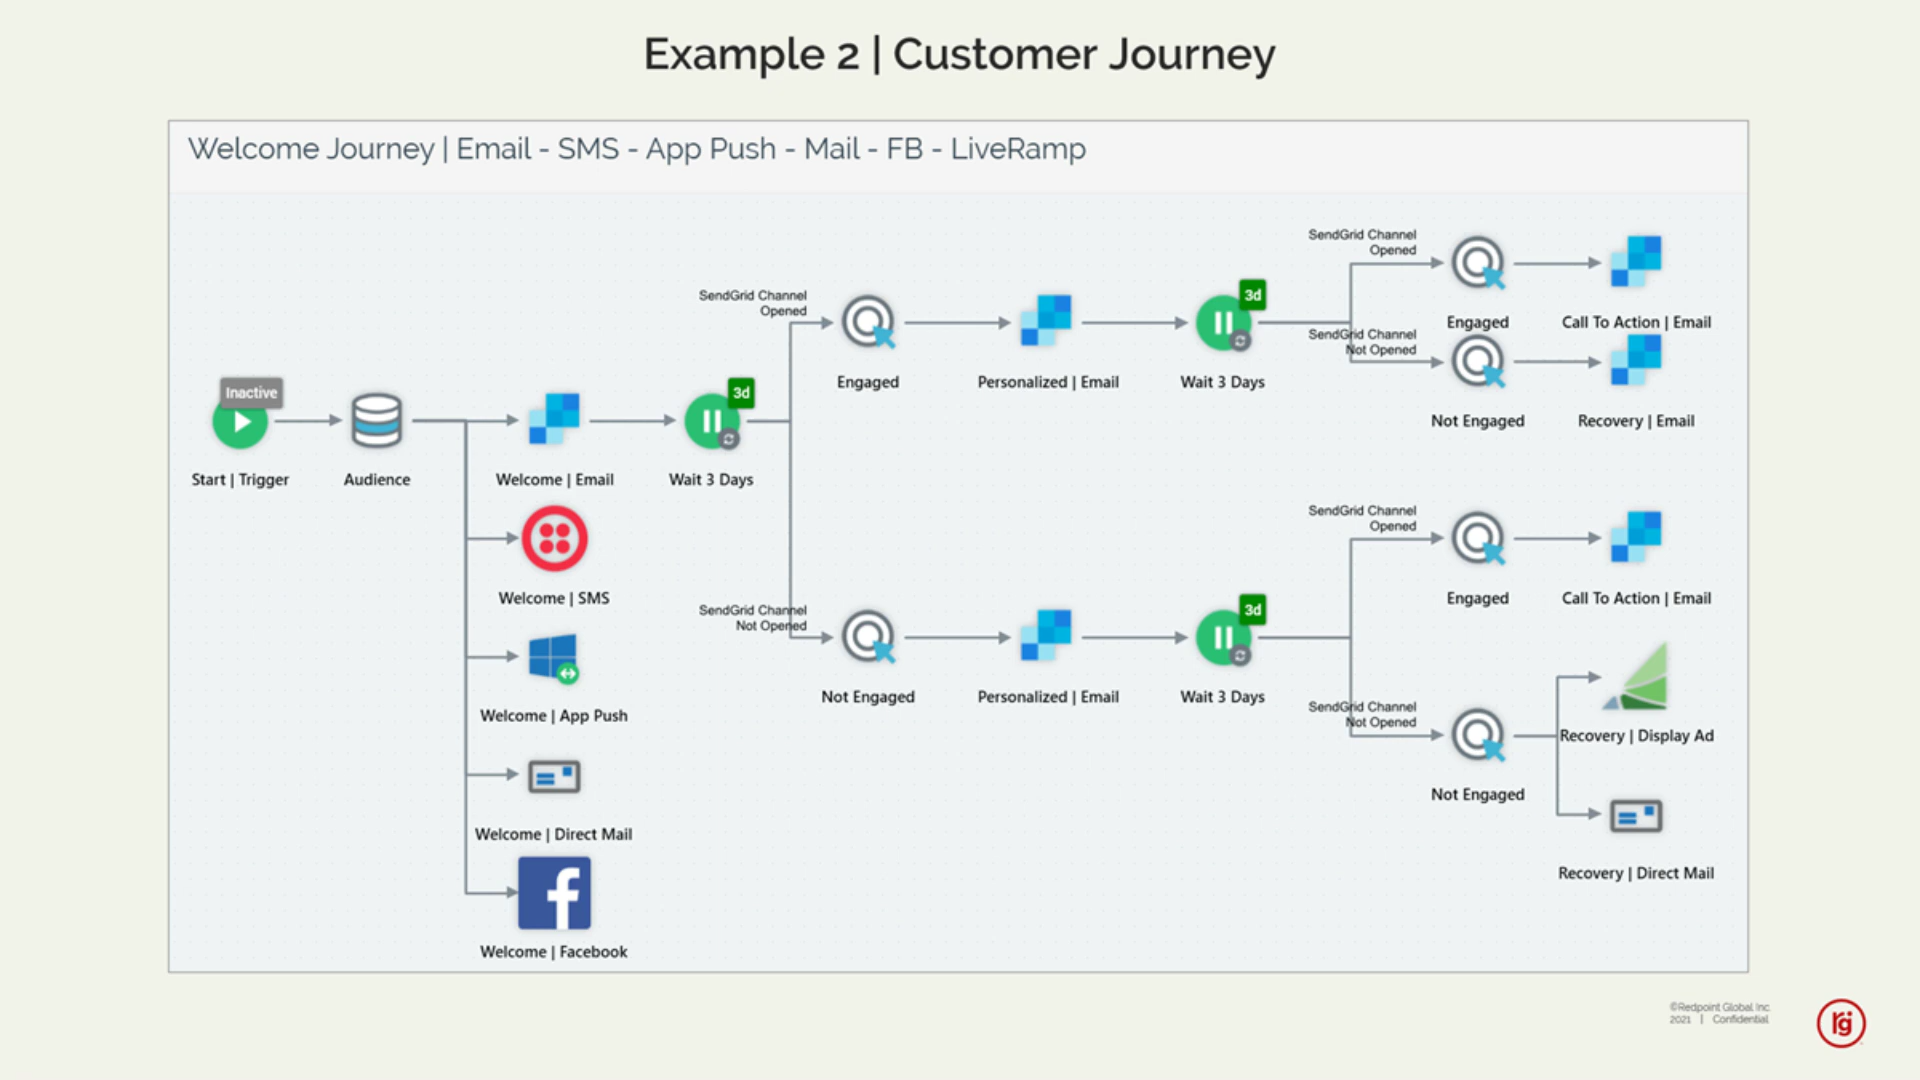 Example 2 | Customer Journey
Welcome Journey | Email - SMS - App Push - Mail - FB - LiveRamp
Inactive
Start | Trigger
Audience
Welcome | Email
3d
Wait 3 Days
Welcome | SMS
Welcome | App Push
Welcome | Direct Mail
Welcome | Facebook
SendGrid Channel
Opened
Engaged
Personalized | Email
3d
Wait 3 Days
SendGrid Channel
Opened
Engaged
Call To Action | Email
SendGrid Channel
Not Opened
Not Engaged
Recovery | Email
SendGrid Channel
Not Opened
Not Engaged
Personalized | Email
3d
Wait 3 Days
SendGrid Channel
Opened
Engaged
Call To Action | Email
SendGrid Channel
Not Opened
Not Engaged
Recovery | Display Ad
Recovery | Direct Mail
©Redpoint Global Inc.
2021 | Confidential
rg